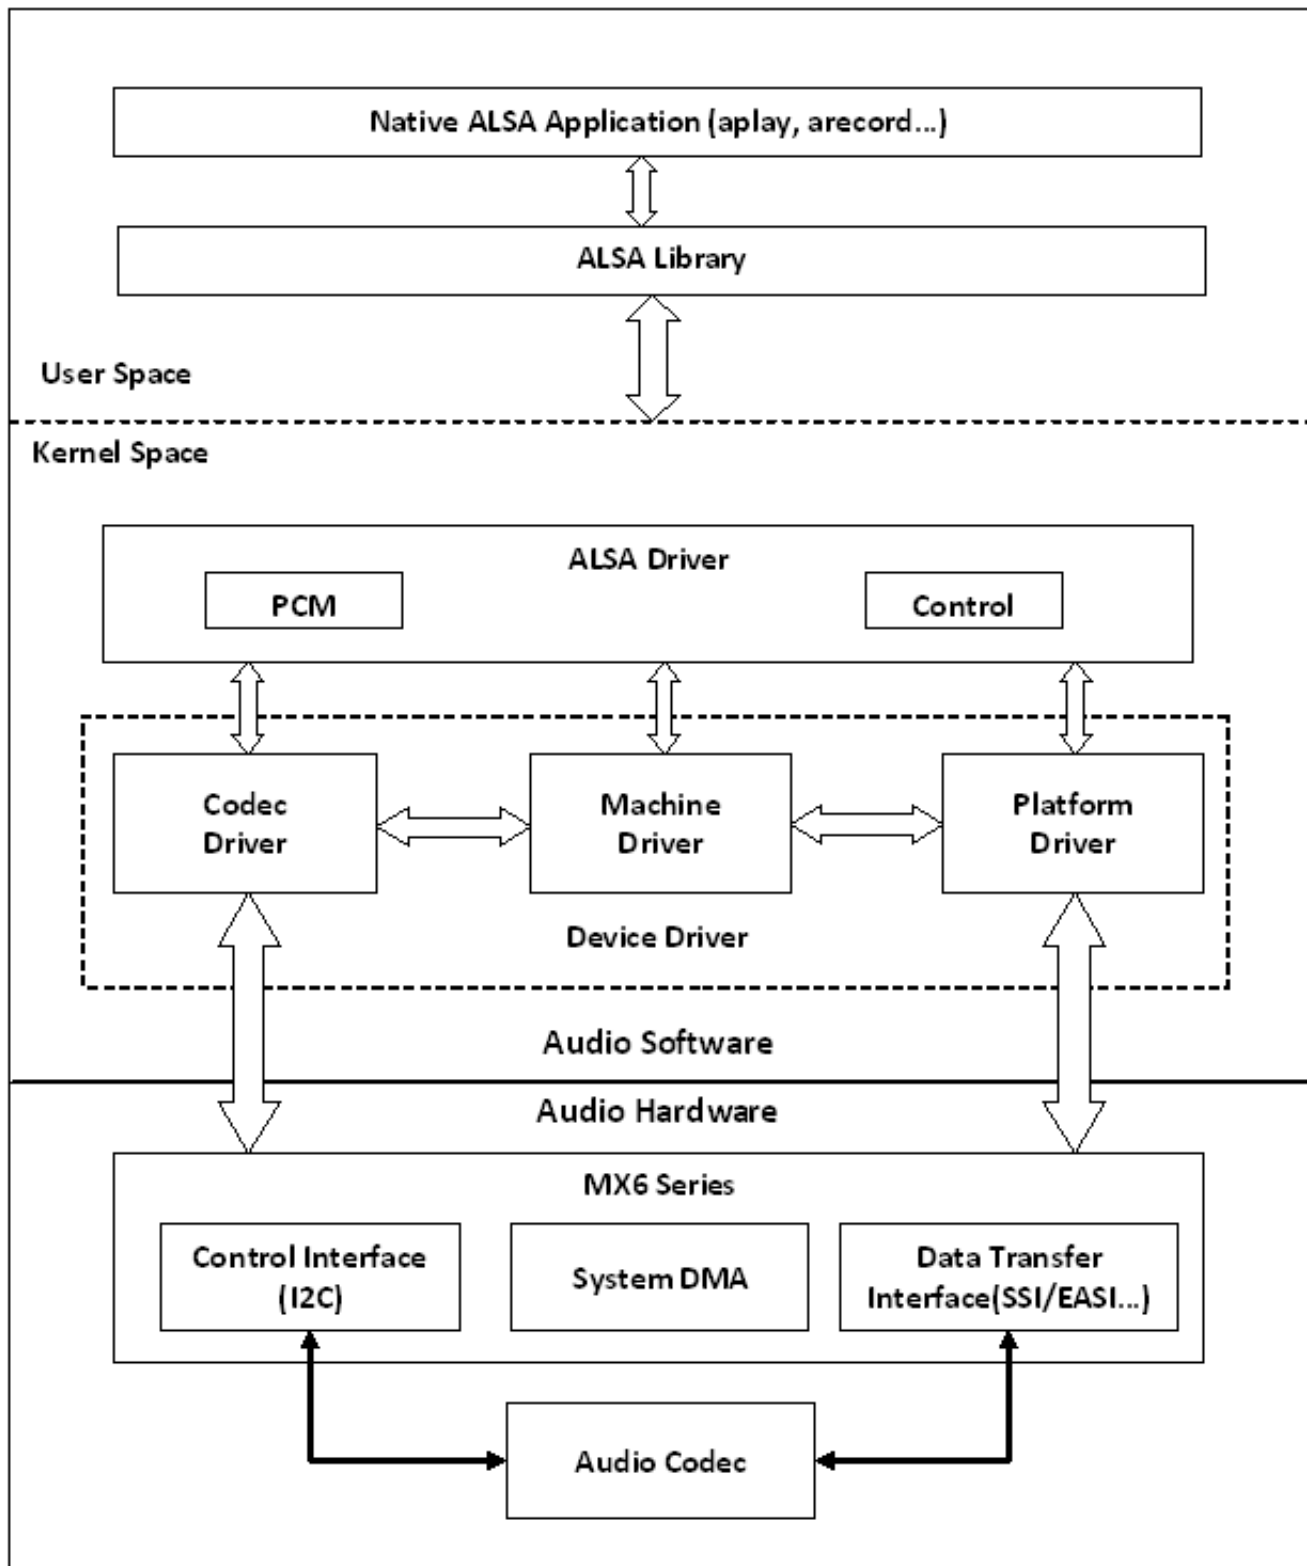 Native ALSA Application (aplay, arecord...)
ALSA Library
User Space
Kernel Space
ALSA Driver
PCM
Control
Codec
Driver
Machine
Driver
Platform
Driver
Device Driver
Audio Software
Audio Hardware
MX6 Series
Control Interface
(I2C)
System DMA
Data Transfer
Interface(SSI/EASI...)
Audio Codec